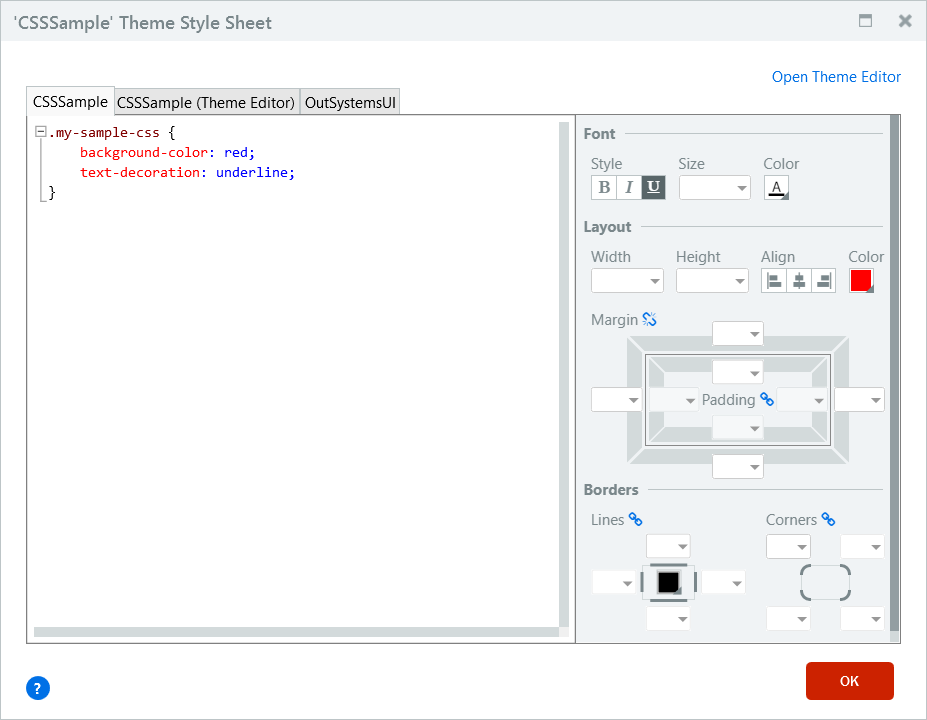 'CSSSample' Theme Style Sheet
Open Theme Editor
CSSSample
CSSSample (Theme Editor)
OutSystemsUI
.my-sample-css {
background-color: red;
text-decoration: underline;
}
Font
Style
Size
Color
B
I
U
A
Layout
Width
Height
Align
Color
Margin
Padding
Borders
Lines
Corners
?
OK